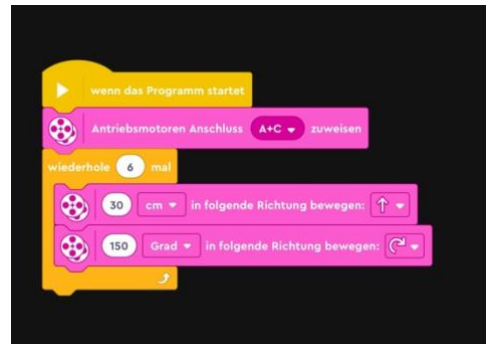 wenn das Programm startet
Antriebsmotoren Anschluss A+C zuweisen
wiederhole 6 mal
30 cm in folgende Richtung bewegen:
150 Grad in folgende Richtung bewegen: